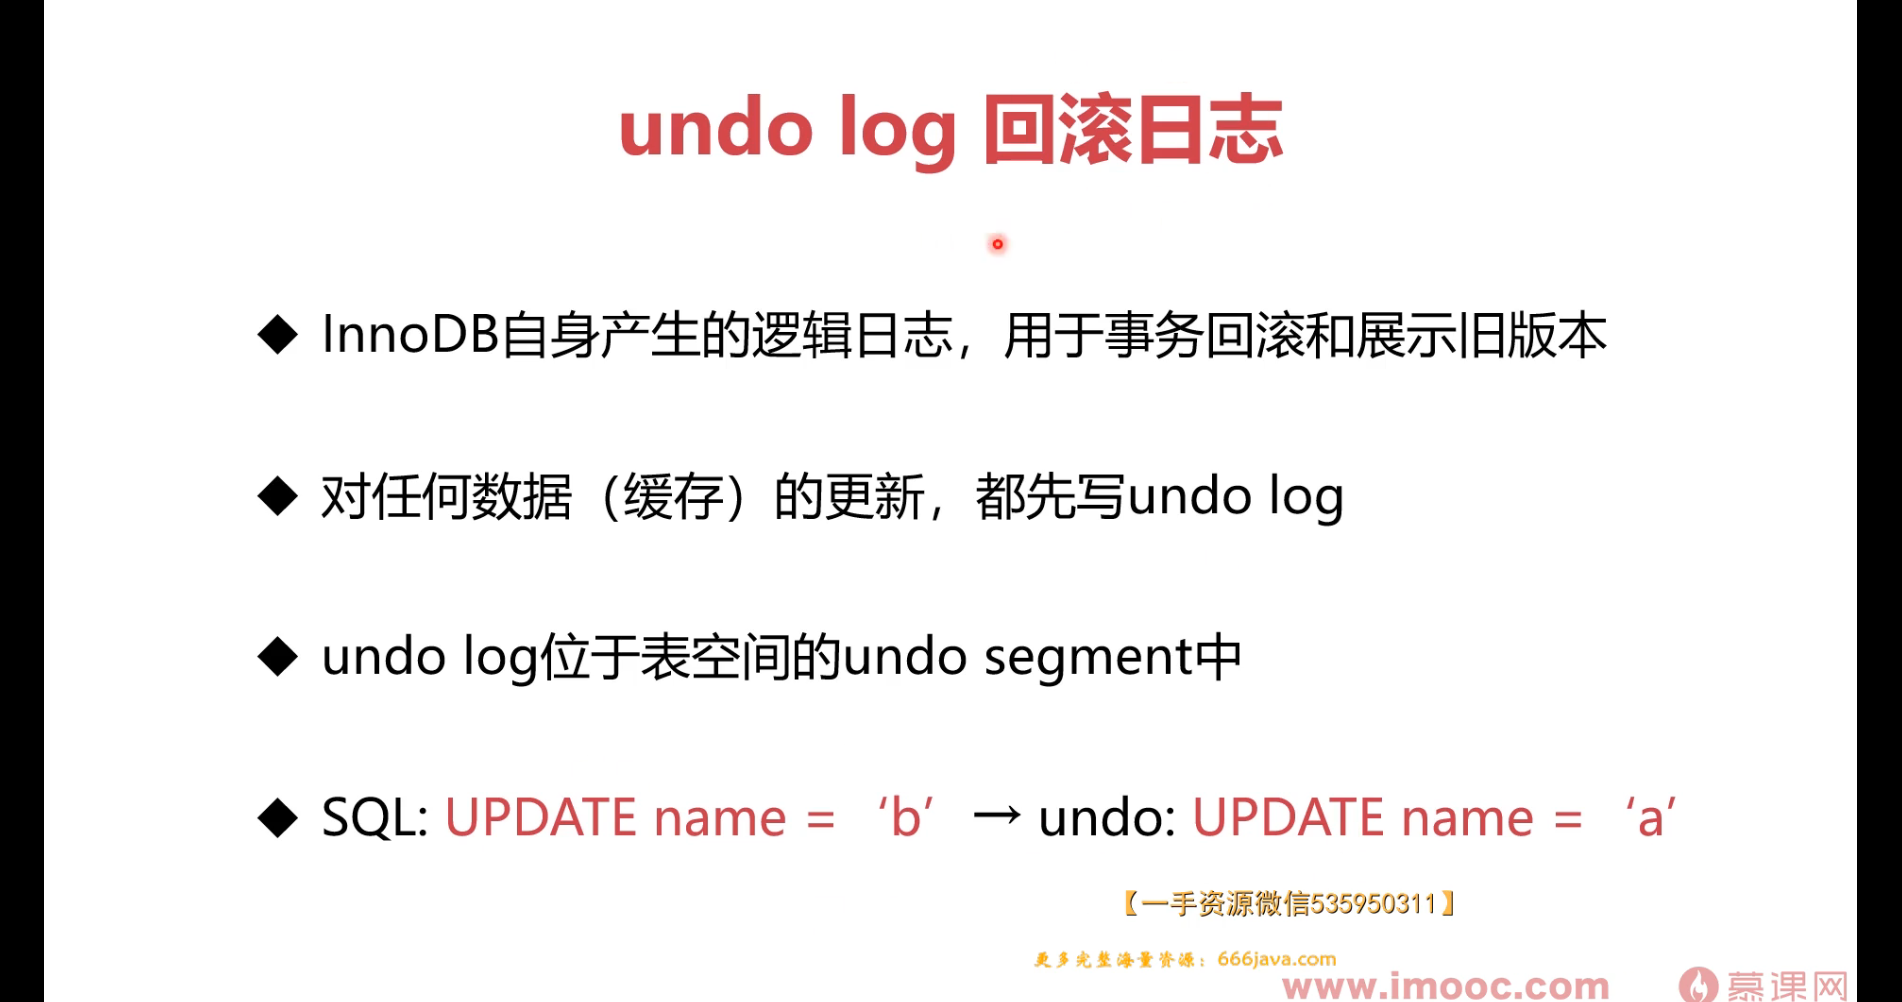 undo log 回滚日志
◆ InnoDB自身产生的逻辑日志，用于事务回滚和展示旧版本
◆ 对任何数据（缓存）的更新，都先写undo log
◆ undo log位于表空间的undo segment中
◆ SQL: UPDATE name = ‘b’ → undo: UPDATE name = ‘a’
【一手资源微信535950311】
更多完整海量资源：666java.com
www.imooc.com 慕课网